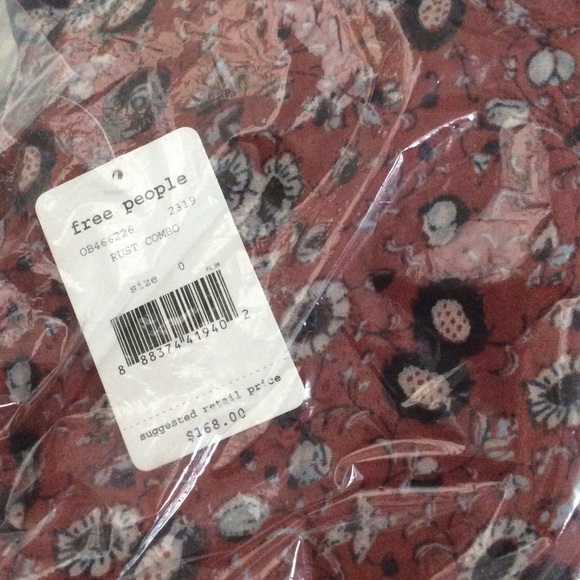 free people
OB466226 2319
RUST COMBO
size 0
8 88374 41940 2
suggested retail price
$168.00